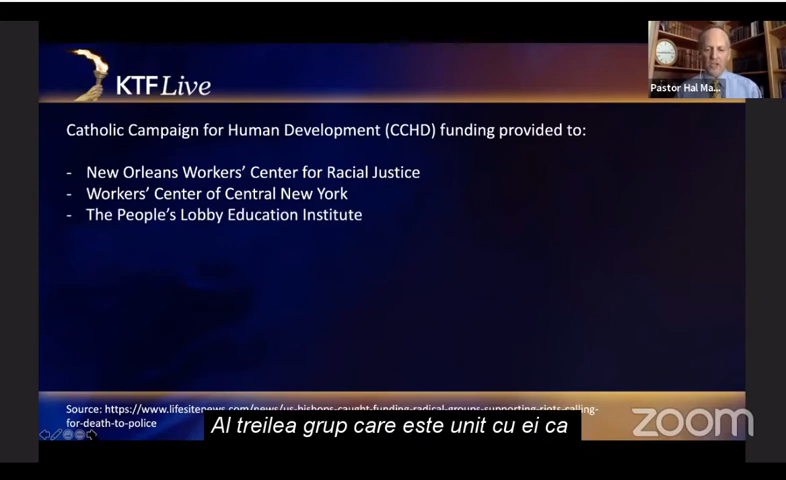 KTF Live
Pastor Hal Ma...
Catholic Campaign for Human Development (CCHD) funding provided to:
- New Orleans Workers' Center for Racial Justice
- Workers' Center of Central New York
- The People's Lobby Education Institute
Source: https://www.lifesitenews.com/news/us-bishops-caught-funding-radical-groups-supporting-riots-calling-
for-death-to-police
Al treilea grup care este unit cu ei ca
zoom